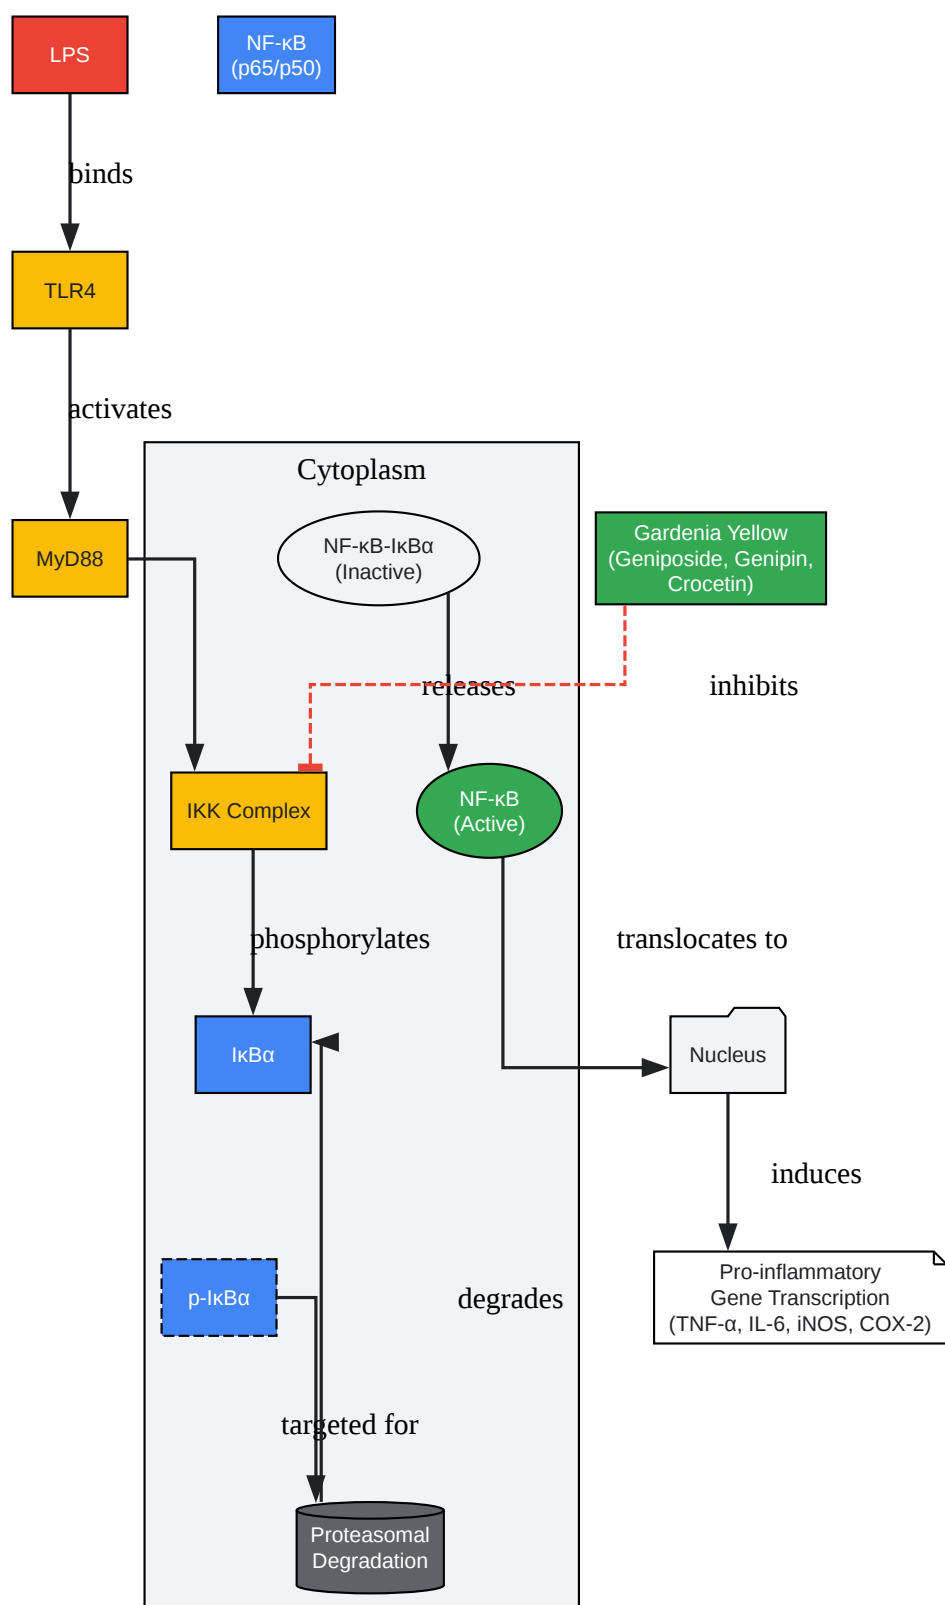 LPS
NF-κB
(p65/p50)
binds
TLR4
activates
Cytoplasm
MyD88
NF-κB-IκBα
(Inactive)
Gardenia Yellow
(Geniposide, Genipin,
Crocetin)
releases
inhibits
IKK Complex
NF-κB
(Active)
phosphorylates
translocates to
IκBα
Nucleus
induces
p-IκBα
degrades
Pro-inflammatory
Gene Transcription
(TNF-α, IL-6, iNOS, COX-2)
targeted for
Proteasomal
Degradation